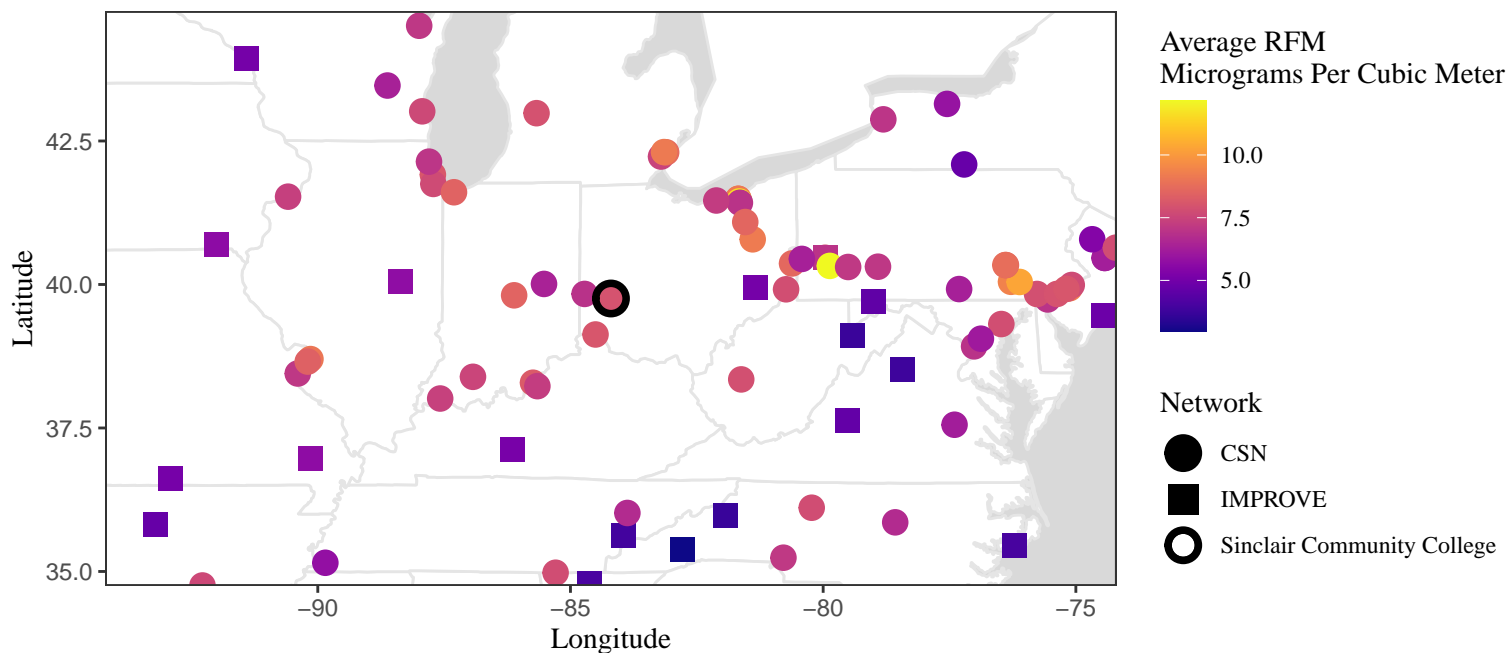 42.5
40.0
37.5
35.0
Latitude
−90
−85
−80
−75
Longitude
Average RFM
Micrograms Per Cubic Meter
10.0
7.5
5.0
Network
CSN
IMPROVE
Sinclair Community College